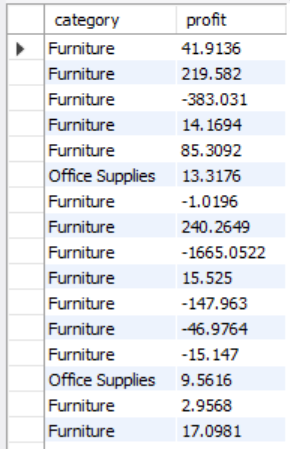 category profit
Furniture 41.9136
Furniture 219.582
Furniture -383.031
Furniture 14.1694
Furniture 85.3092
Office Supplies 13.3176
Furniture -1.0196
Furniture 240.2649
Furniture -1665.0522
Furniture 15.525
Furniture -147.963
Furniture -46.9764
Furniture -15.147
Office Supplies 9.5616
Furniture 2.9568
Furniture 17.0981